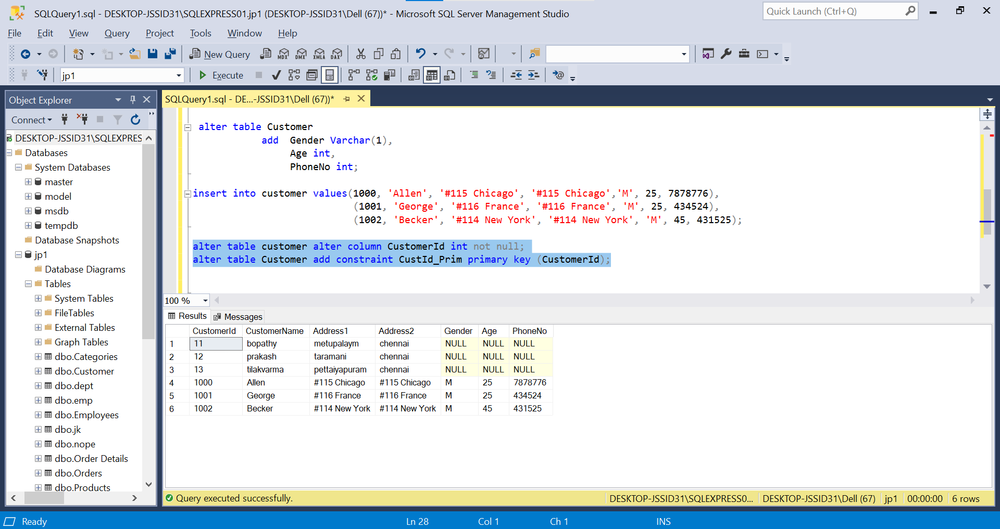 SQLQuery1.sql - DESKTOP-JSSID31\SQLEXPRESS01.jp1 (DESKTOP-JSSID31\Dell (67))* - Microsoft SQL Server Management Studio
Quick Launch (Ctrl+Q)
File Edit View Query Project Tools Window Help
New Query MDX DMX XMLA DAX
jp1 Execute
Object Explorer
Connect
DESKTOP-JSSID31\SQLEXPRES
Databases
System Databases
master
model
msdb
tempdb
Database Snapshots
jp1
Database Diagrams
Tables
System Tables
FileTables
External Tables
Graph Tables
dbo.Categories
dbo.Customer
dbo.dept
dbo.emp
dbo.Employees
dbo.jk
dbo.nope
dbo.Order Details
dbo.Orders
dbo.Products
SQLQuery1.sql - DE...-JSSID31\Dell (67))*
alter table Customer
add Gender Varchar(1),
Age int,
PhoneNo int;
insert into customer values(1000, 'Allen', '#115 Chicago', '#115 Chicago','M', 25, 7878776),
(1001, 'George', '#116 France', '#116 France', 'M', 25, 434524),
(1002, 'Becker', '#114 New York', '#114 New York', 'M', 45, 431525);
alter table customer alter column CustomerId int not null;
alter table Customer add constraint CustId_Prim primary key (CustomerId);
100 %
Results Messages
CustomerId CustomerName Address1 Address2 Gender Age PhoneNo
1 11 bopathy metupalaym chennai NULL NULL NULL
2 12 prakash taramani chennai NULL NULL NULL
3 13 tilakvarma pettaiyapuram chennai NULL NULL NULL
4 1000 Allen #115 Chicago #115 Chicago M 25 7878776
5 1001 George #116 France #116 France M 25 434524
6 1002 Becker #114 New York #114 New York M 45 431525
Query executed successfully. DESKTOP-JSSID31\SQLEXPRESS0... DESKTOP-JSSID31\Dell (67) jp1 00:00:00 6 rows
Ready Ln 28 Col 1 Ch 1 INS